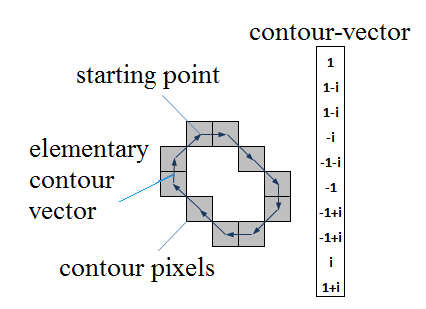 contour-vector
starting point
elementary
contour
vector
contour pixels
1
1-i
1-i
-i
-1-i
-1
-1+i
-1+i
i
1+i